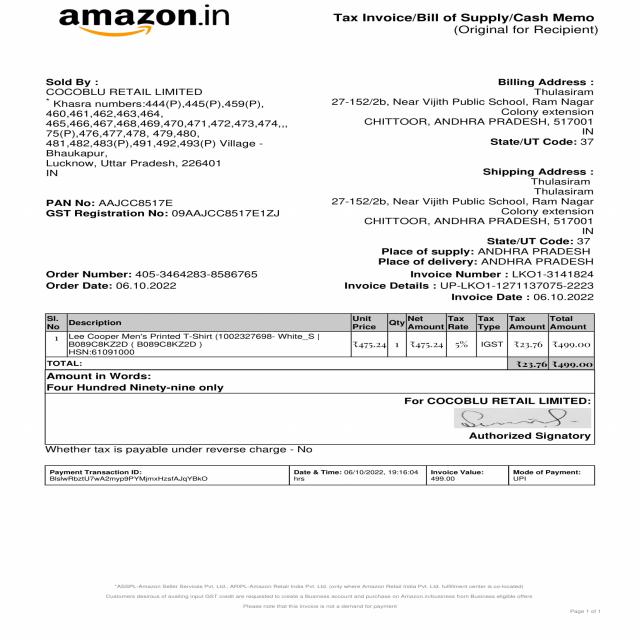 amazon.in
Tax Invoice/Bill of Supply/Cash Memo
(Original for Recipient)
Sold By :
COCOBLU RETAIL LIMITED
* Khasra numbers:444(P),445(P),459(P),
460,461,462,463,464,
465,466,467,468,469,470,471,472,473,474,,,
75(P),476,477,478, 479,480,
481,482,483(P),491,492,493(P) Village -
Bhaukapur,
Lucknow, Uttar Pradesh, 226401
IN
Billing Address :
Thulasiram
27-152/2b, Near Vijith Public School, Ram Nagar
Colony extension
CHITTOOR, ANDHRA PRADESH, 517001
IN
State/UT Code: 37
PAN No: AAJCC8517E
GST Registration No: 09AAJCC8517E1ZJ
Shipping Address :
Thulasiram
Thulasiram
27-152/2b, Near Vijith Public School, Ram Nagar
Colony extension
CHITTOOR, ANDHRA PRADESH, 517001
IN
State/UT Code: 37
Place of supply: ANDHRA PRADESH
Place of delivery: ANDHRA PRADESH
Order Number: 405-3464283-8586765
Order Date: 06.10.2022
Invoice Number : LKO1-3141824
Invoice Details : UP-LKO1-1271137075-2223
Invoice Date : 06.10.2022
Sl. No Description Unit Price Qty Net Amount Tax Rate Tax Type Tax Amount Total Amount
1 Lee Cooper Men's Printed T-Shirt (1002327698- White_S | ₹475.24 1 ₹475.24 5% IGST ₹23.76 ₹499.00
B089C8KZ2D ( B089C8KZ2D )
HSN:61091000
TOTAL: ₹23.76 ₹499.00
Amount in Words:
Four Hundred Ninety-nine only
For COCOBLU RETAIL LIMITED:
Authorized Signatory
Whether tax is payable under reverse charge - No
Payment Transaction ID: Date & Time: 06/10/2022, 19:16:04 Invoice Value: Mode of Payment:
BlslwRbztU7wA2myp9PYMjmxHzsfAJqYBkO hrs 499.00 UPI
*ASSPL-Amazon Seller Services Pvt. Ltd., ARIPL-Amazon Retail India Pvt. Ltd. (only where Amazon Retail India Pvt. Ltd. fulfillment center is co-located)
Customers desirous of availing input GST credit are requested to create a Business account and purchase on Amazon.in/business from Business eligible offers
Please note that this invoice is not a demand for payment
Page 1 of 1